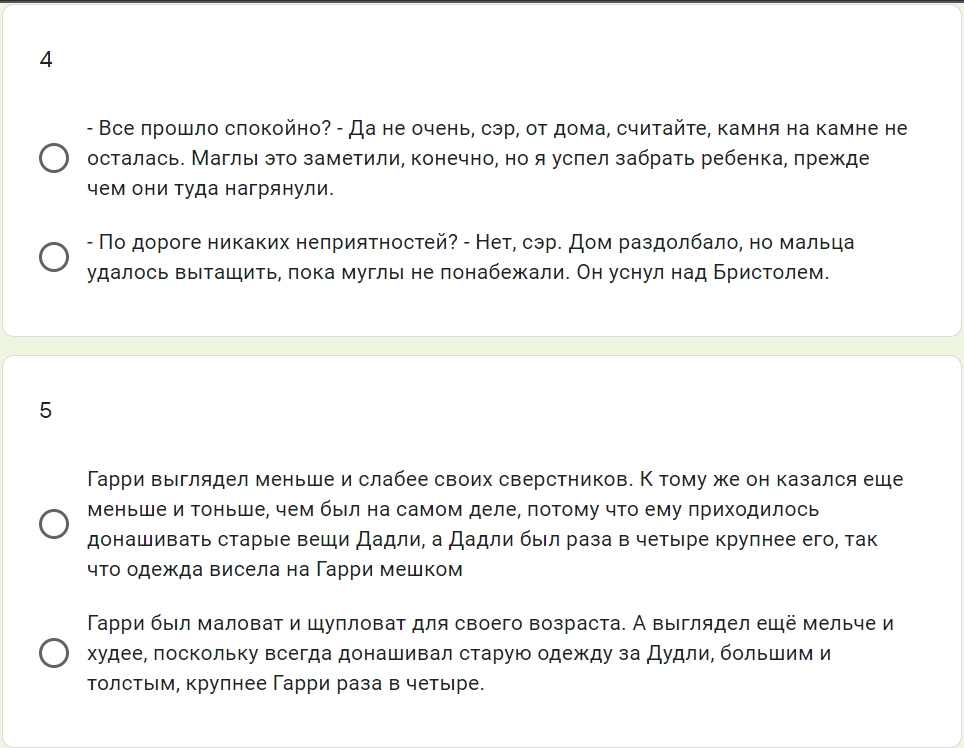 4
- Все прошло спокойно? - Да не очень, сэр, от дома, считайте, камня на камне не
осталась. Маглы это заметили, конечно, но я успел забрать ребенка, прежде
чем они туда нагрянули.
- По дороге никаких неприятностей? - Нет, сэр. Дом раздолбало, но мальца
удалось вытащить, пока муглы не понабежали. Он уснул над Бристолем.
5
Гарри выглядел меньше и слабее своих сверстников. К тому же он казался еще
меньше и тоньше, чем был на самом деле, потому что ему приходилось
донашивать старые вещи Дадли, а Дадли был раза в четыре крупнее его, так
что одежда висела на Гарри мешком
Гарри был маловат и щупловат для своего возраста. А выглядел ещё мельче и
худее, поскольку всегда донашивал старую одежду за Дудли, большим и
толстым, крупнее Гарри раза в четыре.